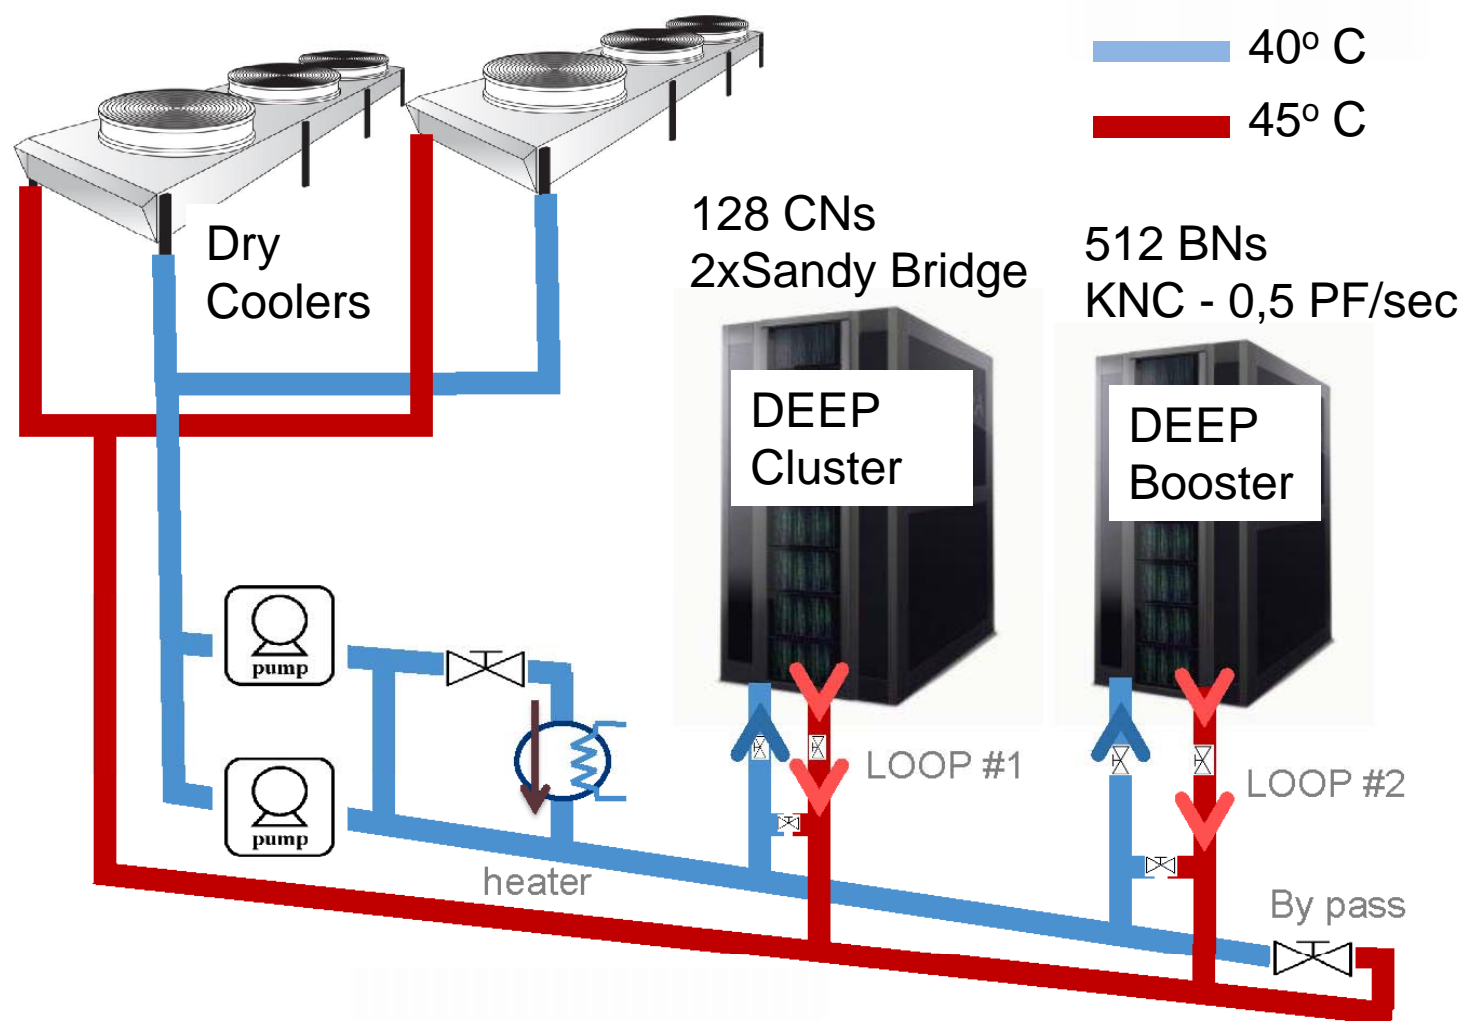 40º C
45º C
128 CNs
2xSandy Bridge
512 BNs
KNC - 0,5 PF/sec
Dry
Coolers
DEEP
Cluster
DEEP
Booster
pump
pump
heater
LOOP #1
LOOP #2
By pass